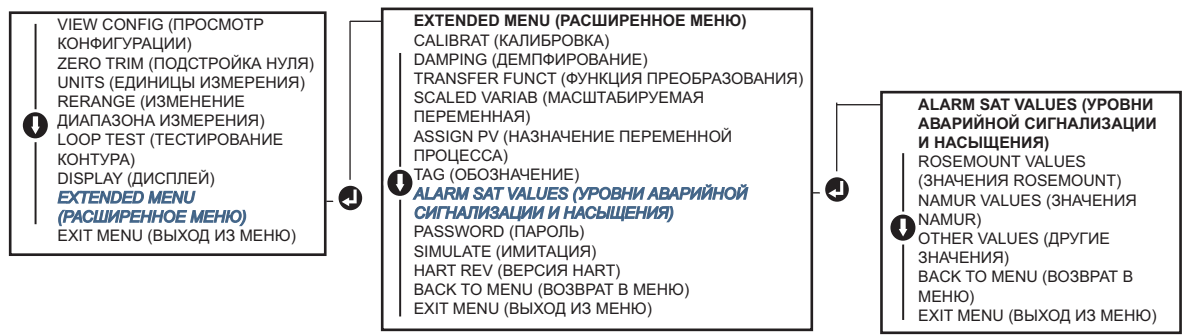 VIEW CONFIG (ПРОСМОТР
КОНФИГУРАЦИИ)
ZERO TRIM (ПОДСТРОЙКА НУЛЯ)
UNITS (ЕДИНИЦЫ ИЗМЕРЕНИЯ)
RERANGE (ИЗМЕНЕНИЕ
ДИАПАЗОНА ИЗМЕРЕНИЯ)
LOOP TEST (ТЕСТИРОВАНИЕ
КОНТУРА)
DISPLAY (ДИСПЛЕЙ)
EXTENDED MENU
(РАСШИРЕННОЕ МЕНЮ)
EXIT MENU (ВЫХОД ИЗ МЕНЮ)
EXTENDED MENU (РАСШИРЕННОЕ МЕНЮ)
CALIBRAT (КАЛИБРОВКА)
DAMPING (ДЕМПФИРОВАНИЕ)
TRANSFER FUNCT (ФУНКЦИЯ ПРЕОБРАЗОВАНИЯ)
SCALED VARIAB (МАСШТАБИРУЕМАЯ
ПЕРЕМЕННАЯ)
ASSIGN PV (НАЗНАЧЕНИЕ ПЕРЕМЕННОЙ
ПРОЦЕССА)
TAG (ОБОЗНАЧЕНИЕ)
ALARM SAT VALUES (УРОВНИ АВАРИЙНОЙ
СИГНАЛИЗАЦИИ И НАСЫЩЕНИЯ)
PASSWORD (ПАРОЛЬ)
SIMULATE (ИМИТАЦИЯ)
HART REV (ВЕРСИЯ HART)
BACK TO MENU (ВОЗВРАТ В МЕНЮ)
EXIT MENU (ВЫХОД ИЗ МЕНЮ)
ALARM SAT VALUES (УРОВНИ
АВАРИЙНОЙ СИГНАЛИЗАЦИИ
И НАСЫЩЕНИЯ)
ROSEMOUNT VALUES
(ЗНАЧЕНИЯ ROSEMOUNT)
NAMUR VALUES (ЗНАЧЕНИЯ
NAMUR)
OTHER VALUES (ДРУГИЕ
ЗНАЧЕНИЯ)
BACK TO MENU (ВОЗВРАТ В
МЕНЮ)
EXIT MENU (ВЫХОД ИЗ МЕНЮ)